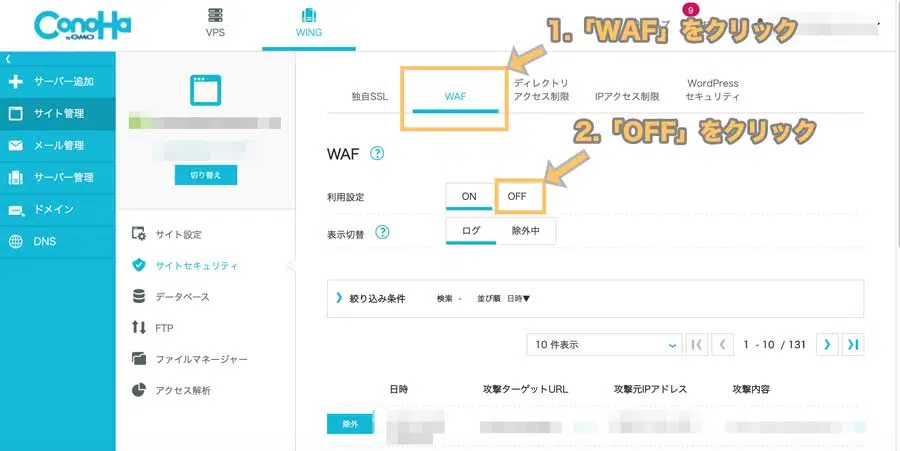 ConoHa
by GMO
VPS
WING
9
1.「WAF」をクリック
サーバー追加
サイト管理
メール管理
サーバー管理
ドメイン
DNS
切り替え
サイト設定
サイトセキュリティ
データベース
FTP
ファイルマネージャー
アクセス解析
独自SSL
WAF
ディレクトリ
アクセス制限
IPアクセス制限
WordPress
セキュリティ
2.「OFF」をクリック
WAF ?
利用設定 ON OFF
表示切替 ? ログ 除外中
絞り込み条件 検索 - 並び順 日時▼
10 件表示 1 - 10 / 131
日時 攻撃ターゲットURL 攻撃元IPアドレス 攻撃内容
除外